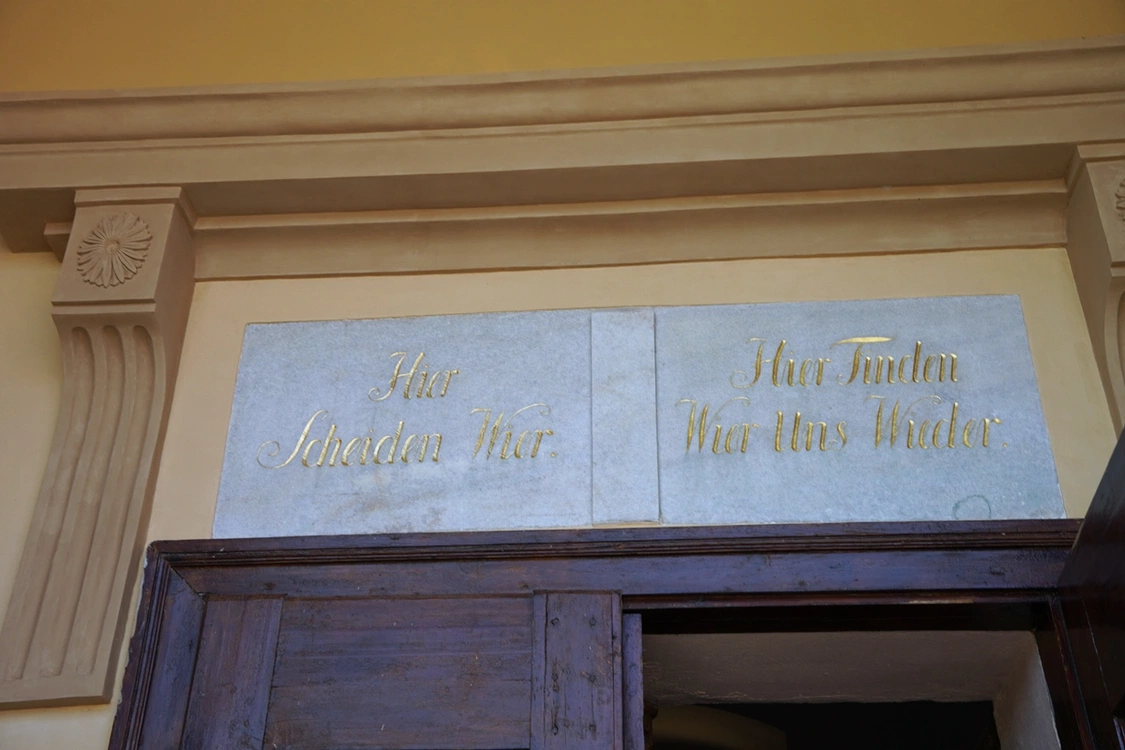 Hier
Scheiden Wier.
Hier Finden
Wier Uns Wieder.